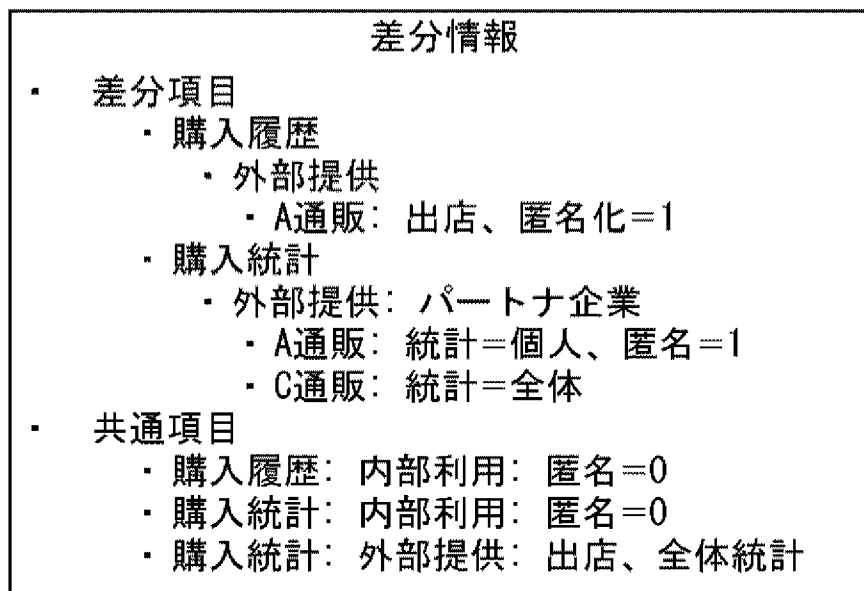 差分情報
・ 差分項目
・購入履歴
・外部提供
・A通販: 出店、匿名化=1
・購入統計
・外部提供: パートナ企業
・A通販: 統計=個人、匿名=1
・C通販: 統計=全体
・ 共通項目
・購入履歴: 内部利用: 匿名=0
・購入統計: 内部利用: 匿名=0
・購入統計: 外部提供: 出店、全体統計